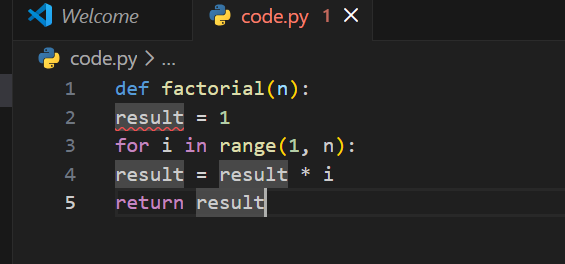 Welcome code.py 1
code.py > ...
1 def factorial(n):
2 result = 1
3 for i in range(1, n):
4 result = result * i
5 return result